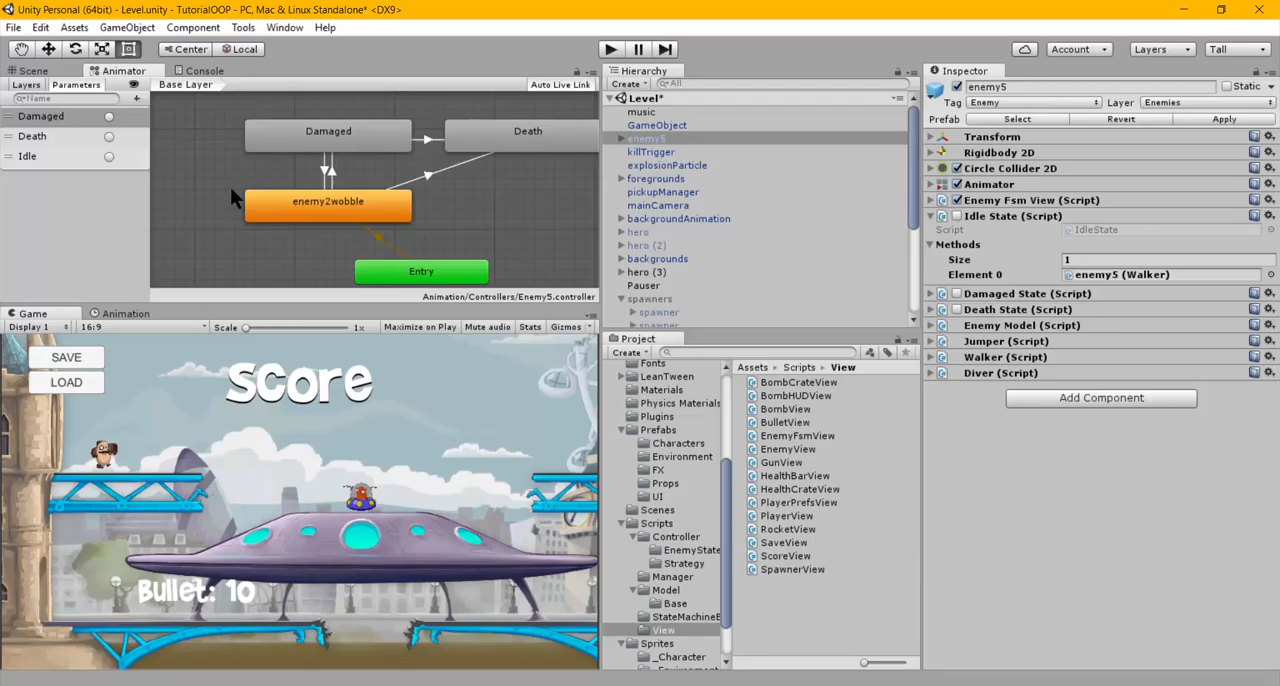 Unity Personal (64bit) - Level.unity - TutorialOOP - PC, Mac & Linux Standalone* <DX9>
File Edit Assets GameObject Component Tools Window Help
Center Local Account Layers Tall
Scene Animator Console
Layers Parameters Base Layer Auto Live Link
Name
Damaged
Death
Idle
Damaged Death
enemy2wobble
Entry
Animation/Controllers/Enemy5.controller
Game Animation
Display 1 16:9 Scale 1x Maximize on Play Mute audio Stats Gizmos
SAVE
LOAD
Score
Bullet: 10
Hierarchy
Create All
Level*
music
GameObject
enemy5
killTrigger
explosionParticle
foregrounds
pickupManager
mainCamera
backgroundAnimation
hero
hero (2)
backgrounds
hero (3)
Pauser
spawners
spawner
spawner
Project
Create
Fonts
LeanTween
Materials
Physics Materials
Plugins
Prefabs
Characters
Environment
FX
Props
UI
Scenes
Scripts
Controller
EnemyState
Strategy
Manager
Model
Base
StateMachineB
View
Sprites
_Character
Assets Scripts View
BombCrateView
BombHUDView
BombView
BulletView
EnemyFsmView
EnemyView
GunView
HealthBarView
HealthCrateView
PlayerPrefsView
PlayerView
RocketView
SaveView
ScoreView
SpawnerView
Inspector
enemy5 Static
Tag Enemy Layer Enemies
Prefab Select Revert Apply
Transform
Rigidbody 2D
Circle Collider 2D
Animator
Enemy Fsm View (Script)
Idle State (Script)
Script IdleState
Methods
Size 1
Element 0 enemy5 (Walker)
Damaged State (Script)
Death State (Script)
Enemy Model (Script)
Jumper (Script)
Walker (Script)
Diver (Script)
Add Component